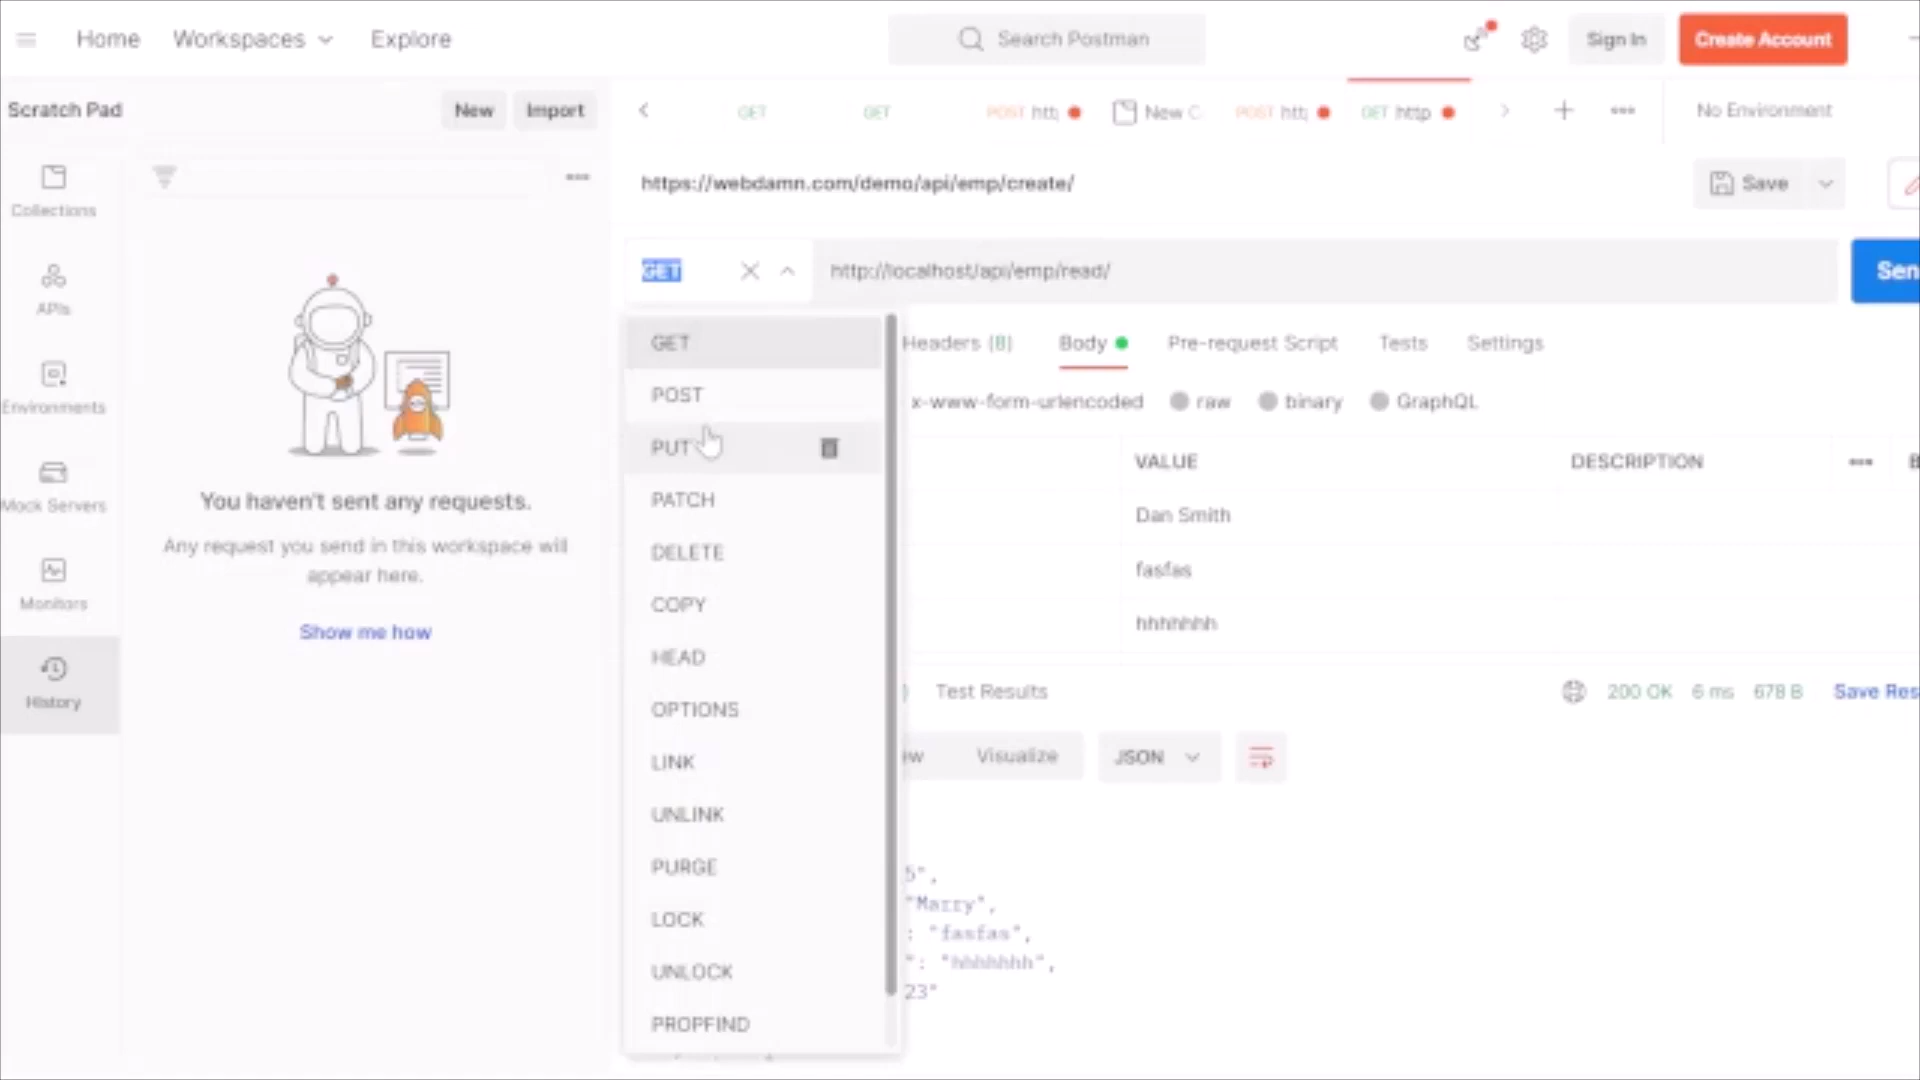 Home Workspaces Explore Search Postman Sign In Create Account
Scratch Pad New Import GET GET POST New C POST GET http No Environment
https://webdamn.com/demo/api/emp/create/ Save
Collections
GET http://localhost/api/emp/read/ Sen
APIs
GET Headers (8) Body Pre-request Script Tests Settings
POST x-www-form-urlencoded raw binary GraphQL
Environments
PUT
VALUE DESCRIPTION
PATCH
Dan Smith
Mock Servers
You haven't sent any requests.
Any request you send in this workspace will
appear here.
DELETE
fasfas
COPY
hhhhhhh
Monitors
Show me how
HEAD
History
OPTIONS
Test Results 200 OK 6 ms 678 B Save Res
LINK
Visualize JSON
UNLINK
PURGE 5",
LOCK "Marry",
: "fasfas",
UNLOCK ": "hhhhhhh",
23"
PROPFIND